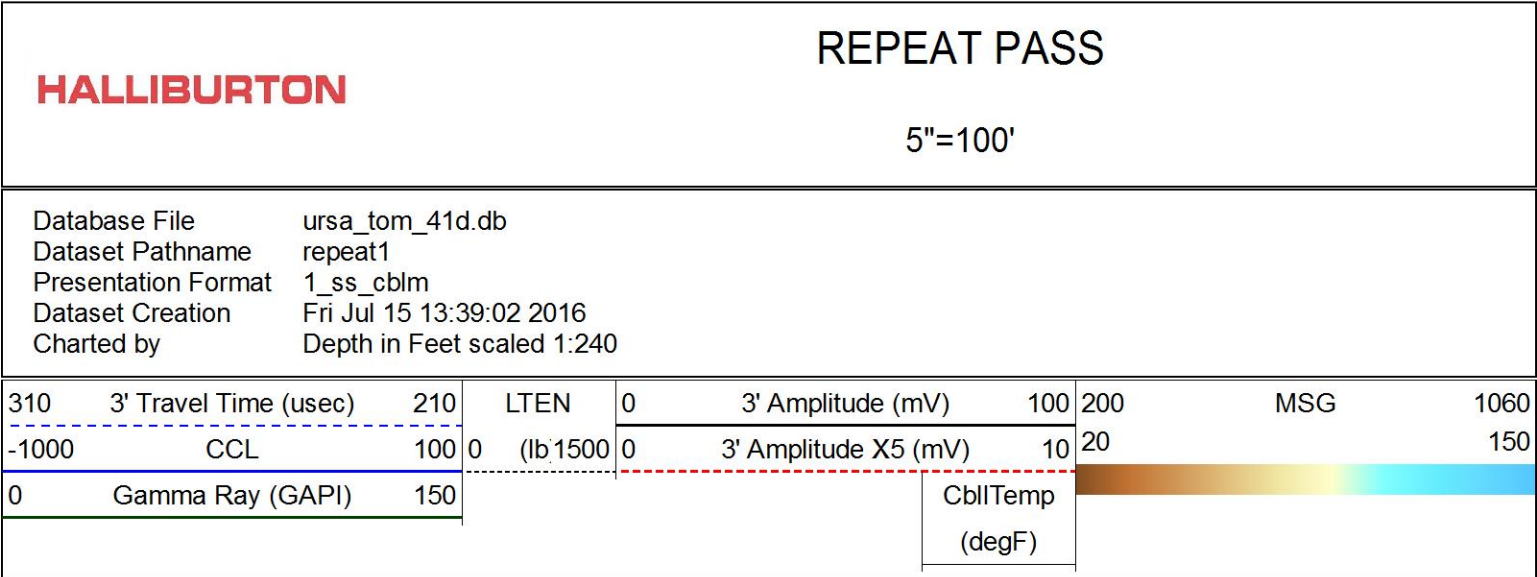 HALLIBURTON
REPEAT PASS
5"=100'
Database File ursa_tom_41d.db
Dataset Pathname repeat1
Presentation Format 1_ss_cblm
Dataset Creation Fri Jul 15 13:39:02 2016
Charted by Depth in Feet scaled 1:240
310 3' Travel Time (usec) 210 LTEN 0 3' Amplitude (mV) 100 200 MSG 1060
-1000 CCL 100 0 (lb 1500 0 3' Amplitude X5 (mV) 10 20 150
0 Gamma Ray (GAPI) 150 CbllTemp
(degF)